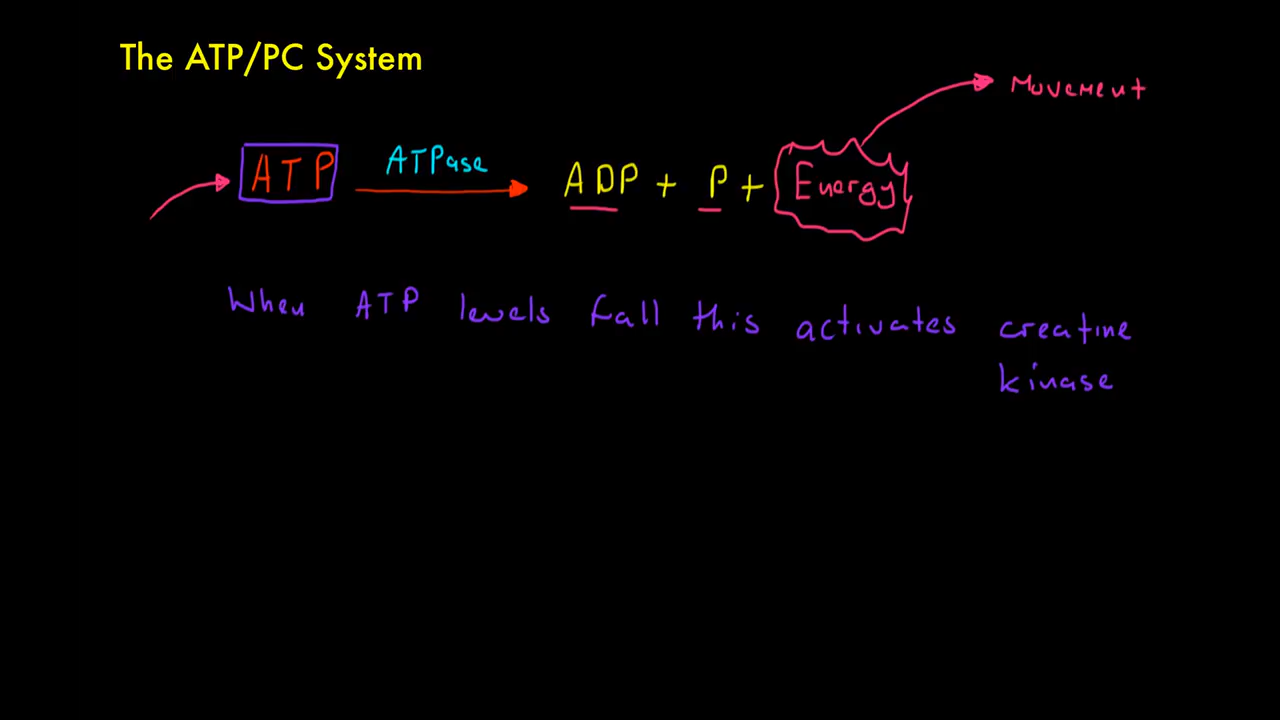 The ATP/PC System
Movement
ATP ATPase ADP + P + Energy
When ATP levels fall this activates creatine
kinase